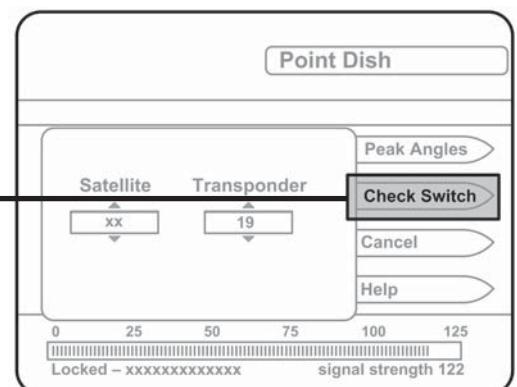 Point Dish
Peak Angles
Satellite Transponder
Check Switch
xx 19
Cancel
Help
0 25 50 75 100 125
Locked – xxxxxxxxxxxxx signal strength 122